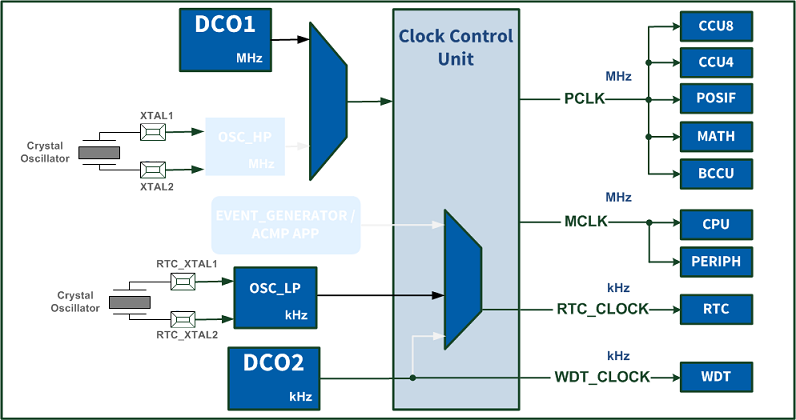 DCO1
MHz
Clock Control
Unit
CCU8
CCU4
MHz
PCLK
POSIF
MATH
BCCU
XTAL1
Crystal
Oscillator
XTAL2
OSC_HP
MHz
EVENT_GENERATOR /
ACMP APP
MHz
MCLK
CPU
PERIPH
RTC_XTAL1
Crystal
Oscillator
RTC_XTAL2
OSC_LP
kHz
kHz
RTC_CLOCK
RTC
DCO2
kHz
kHz
WDT_CLOCK
WDT